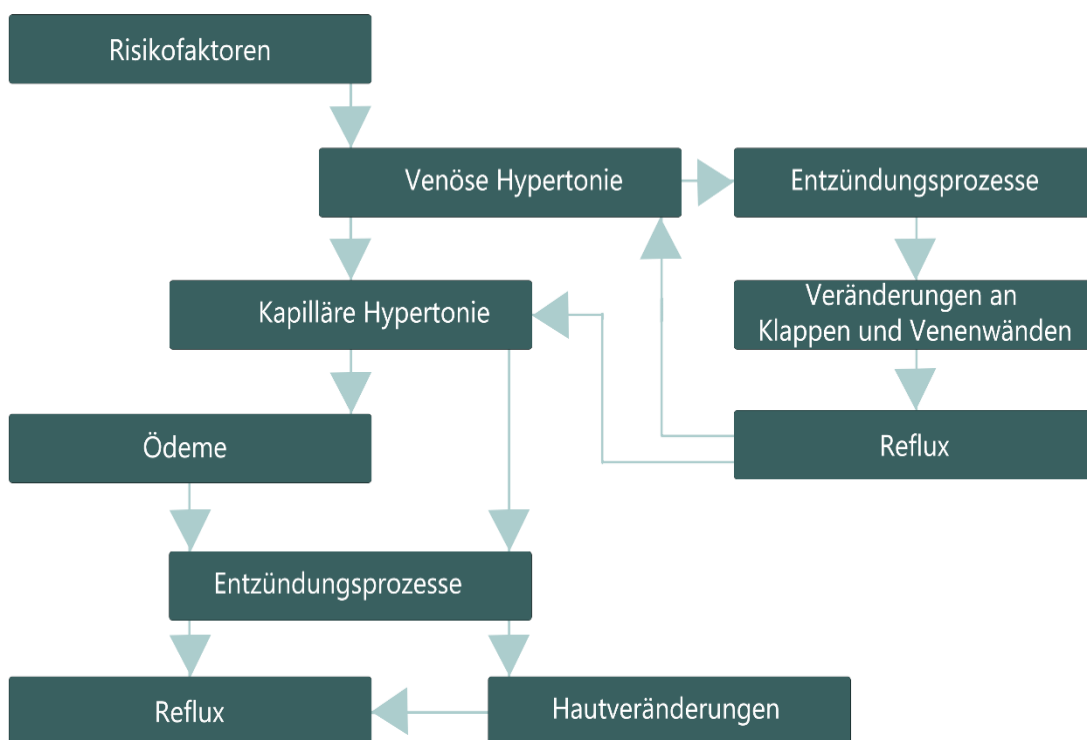 Risikofaktoren
Venöse Hypertonie
Entzündungsprozesse
Kapilläre Hypertonie
Veränderungen an
Klappen und Venenwänden
Ödeme
Reflux
Entzündungsprozesse
Reflux
Hautveränderungen